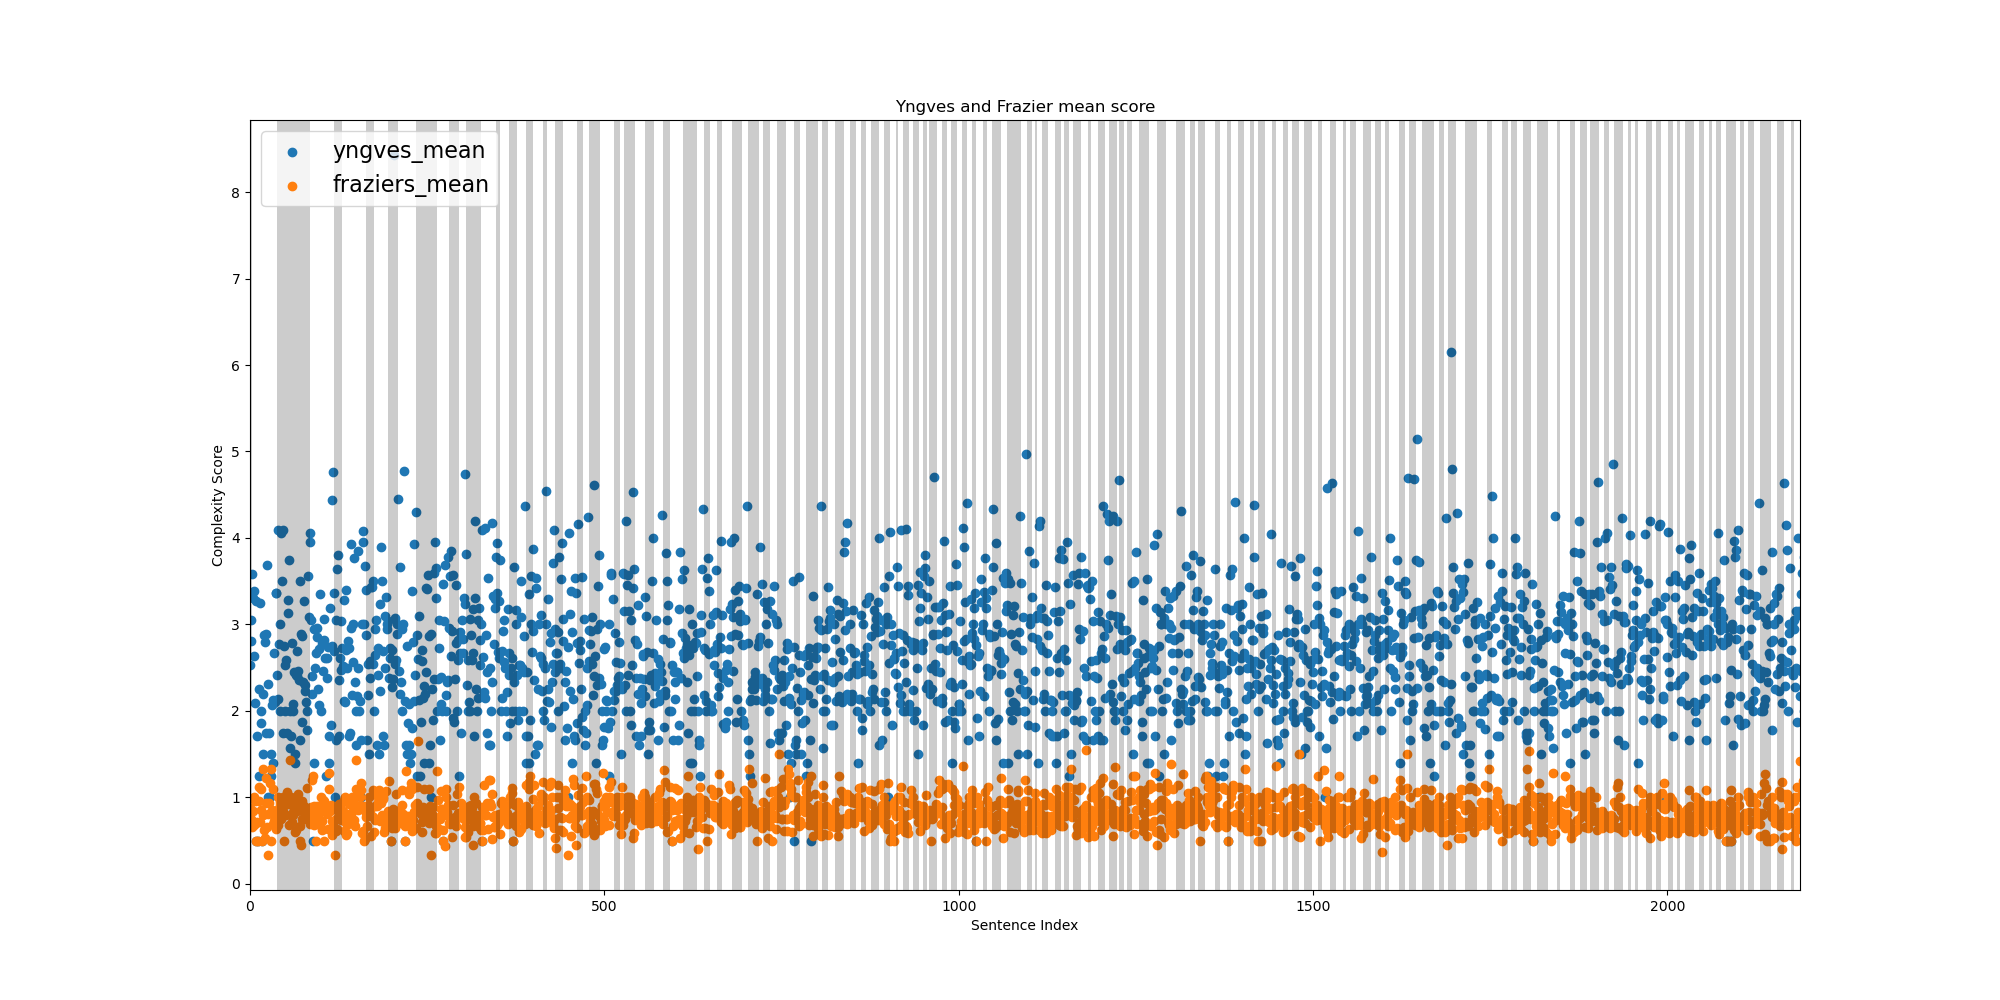 Yngves and Frazier mean score
yngves_mean
fraziers_mean
8
7
6
5
4
3
2
1
0
Complexity Score
0 500 1000 1500 2000
Sentence Index